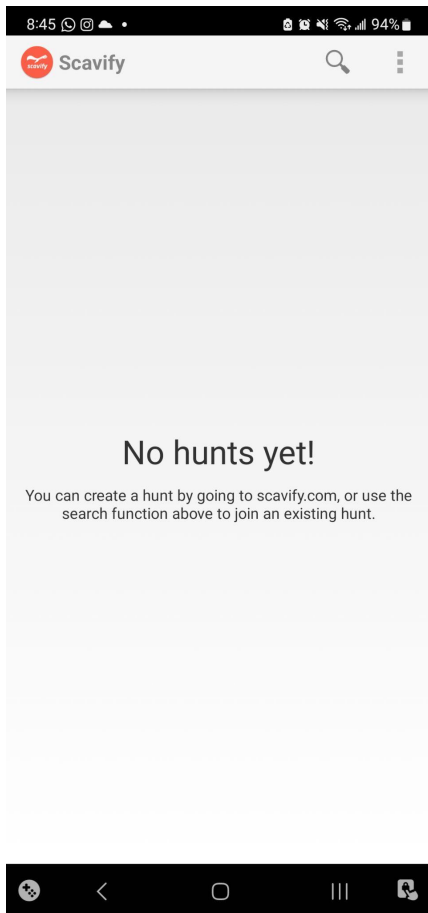 8:45
94%
scavify
Scavify
No hunts yet!
You can create a hunt by going to scavify.com, or use the
search function above to join an existing hunt.